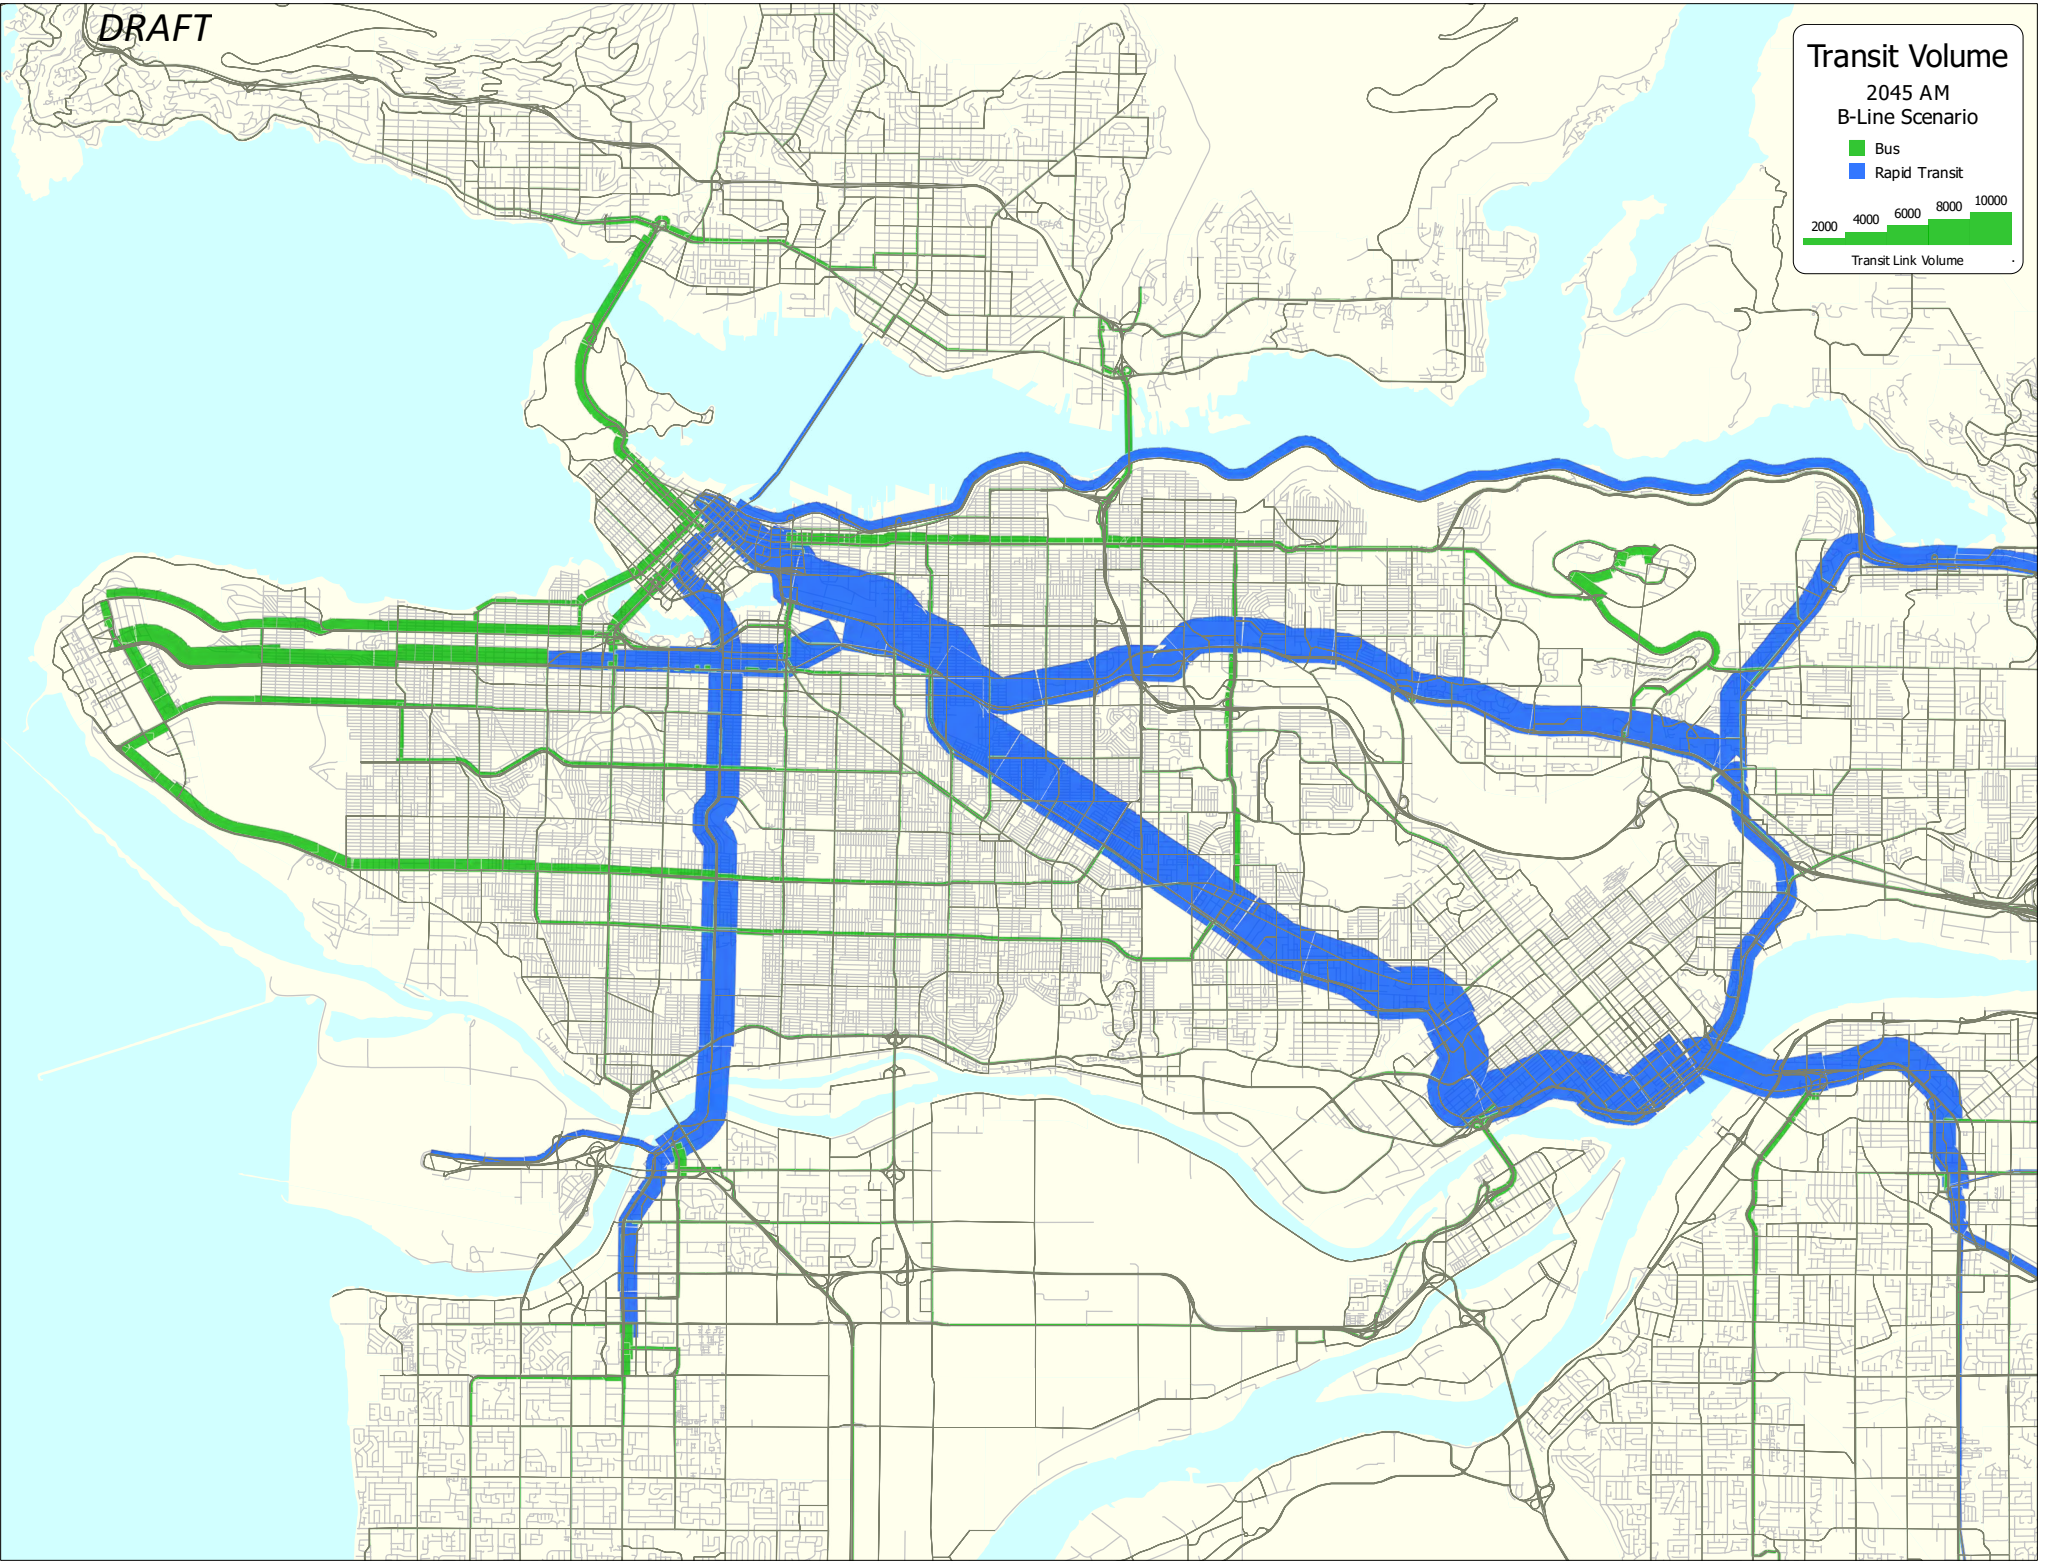 DRAFT
Transit Volume
2045 AM
B-Line Scenario
Bus
Rapid Transit
2000 4000 6000 8000 10000
Transit Link Volume